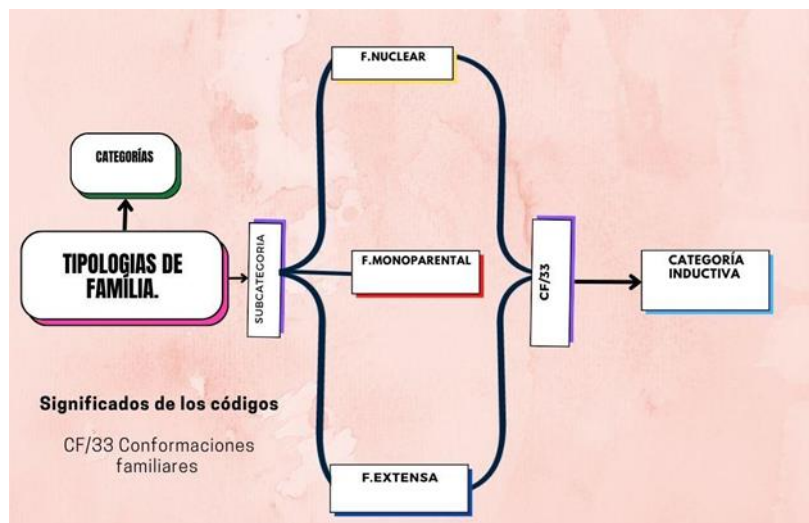 F.NUCLEAR
CATEGORÍAS
TIPOLOGIAS DE
FAMÍLIA.
SUBCATEGORIA
F.MONOPARENTAL
CF/33
CATEGORÍA
INDUCTIVA
Significados de los códigos
CF/33 Conformaciones
familiares
F.EXTENSA